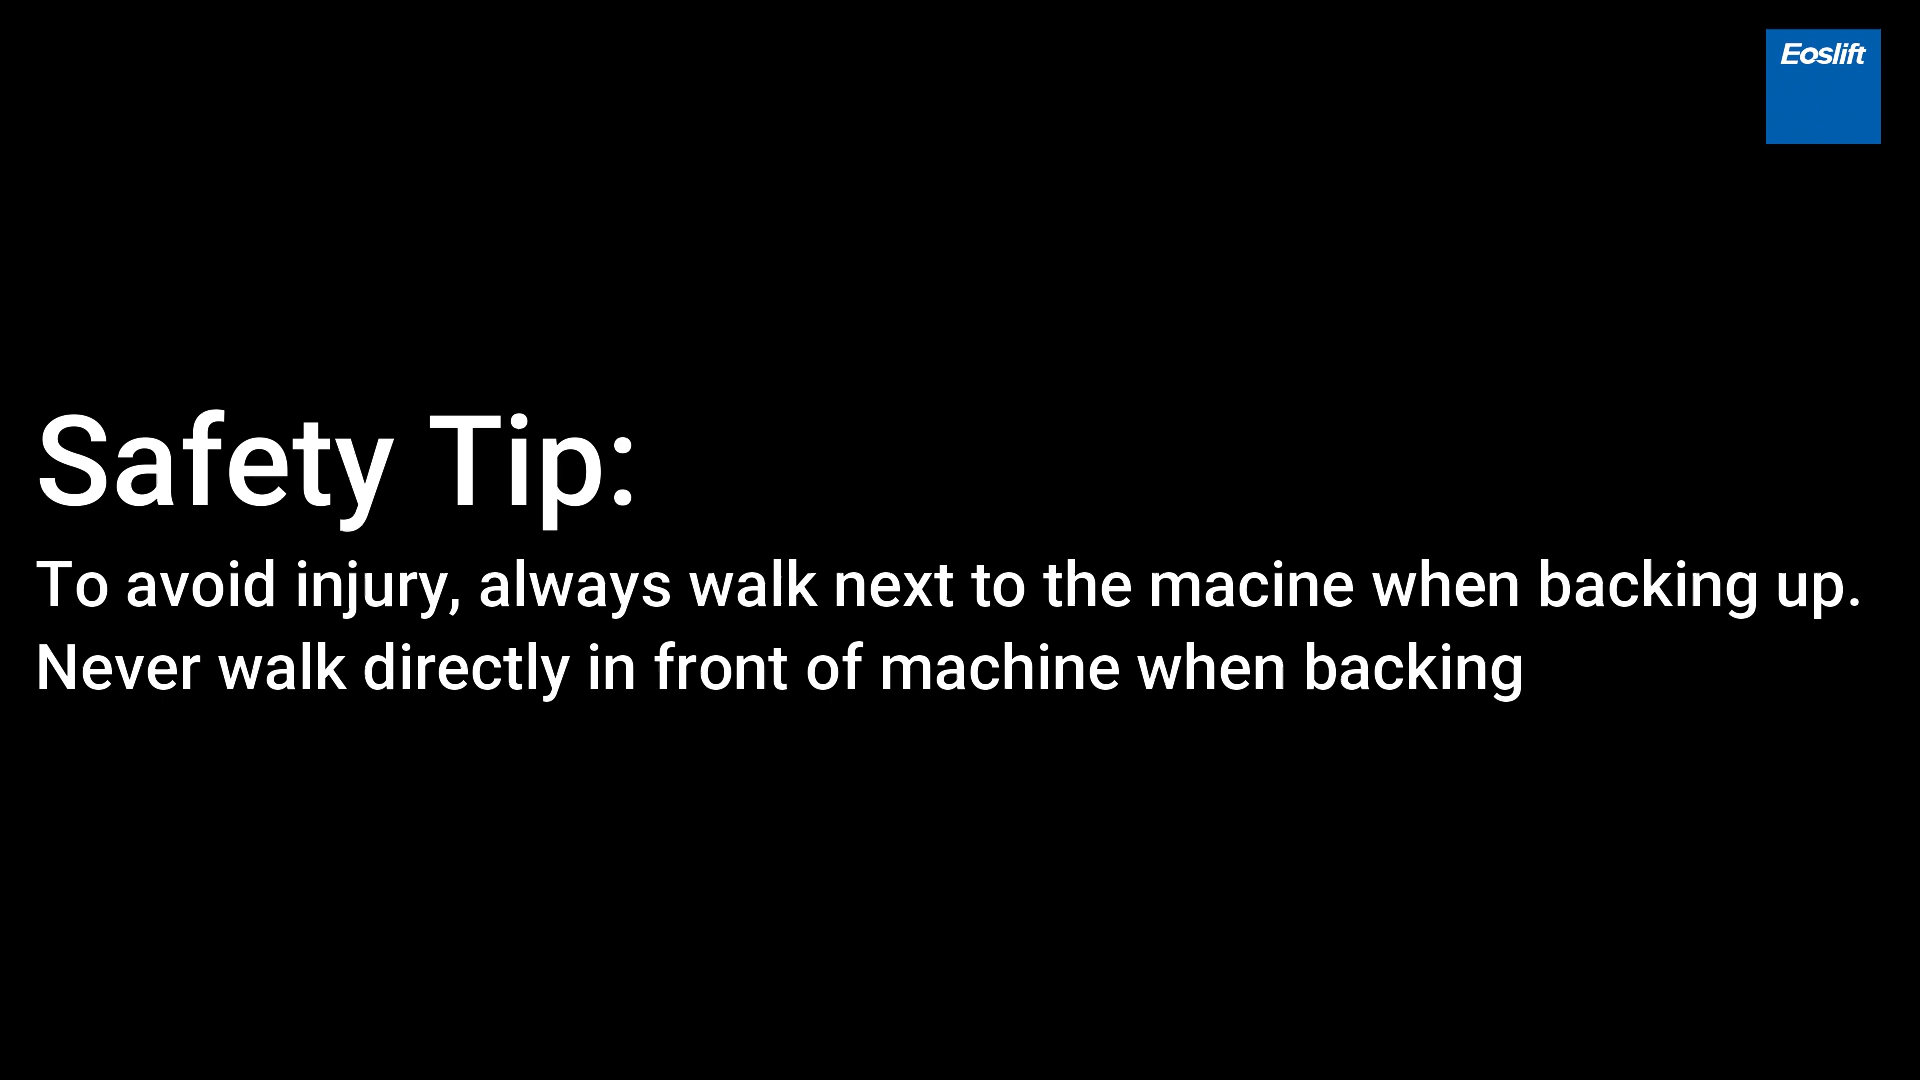 Eoslift
Safety Tip:
To avoid injury, always walk next to the macine when backing up.
Never walk directly in front of machine when backing